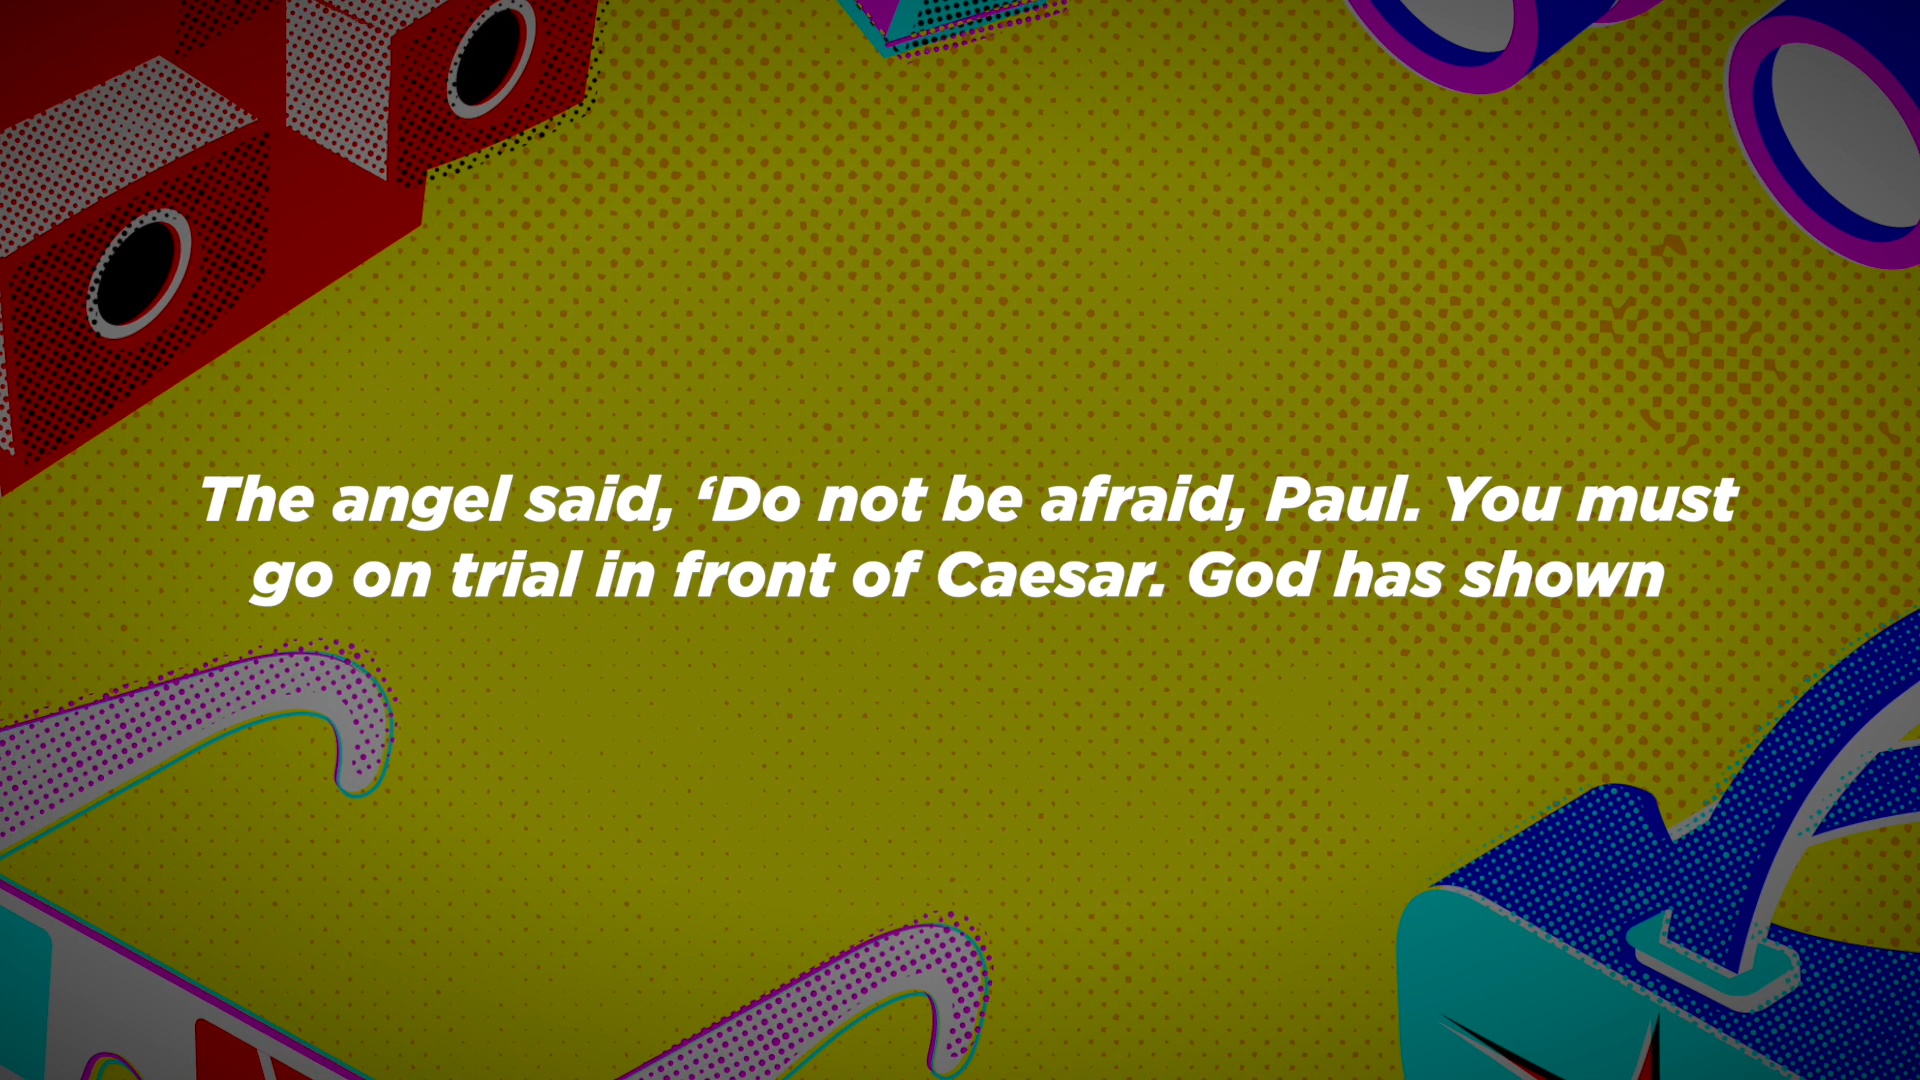 The angel said, ‘Do not be afraid, Paul. You must
go on trial in front of Caesar. God has shown